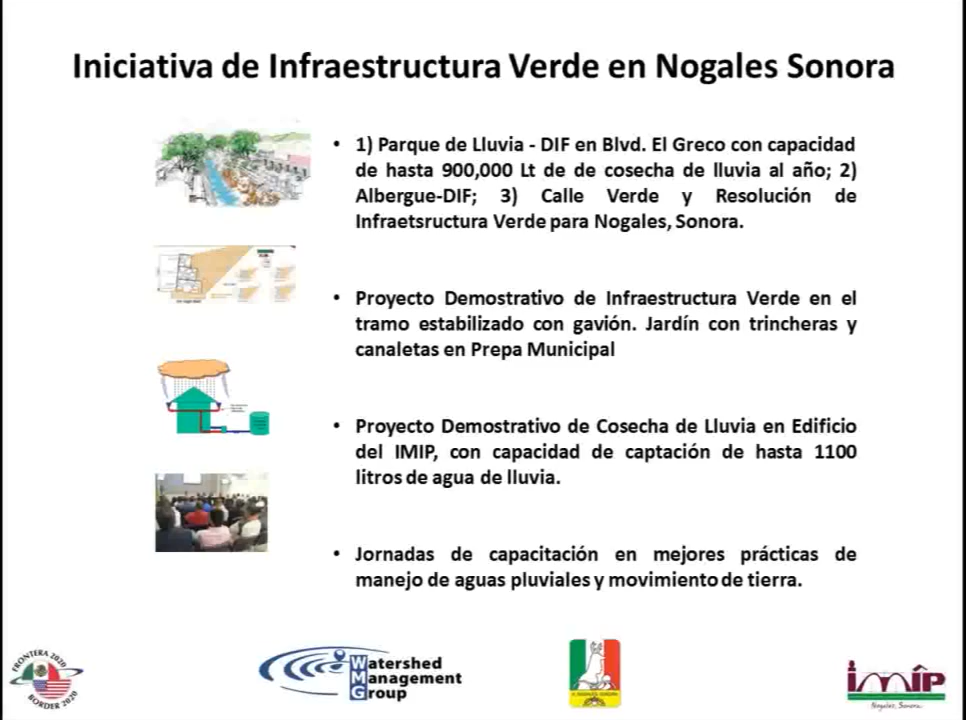 Iniciativa de Infraestructura Verde en Nogales Sonora
• 1) Parque de Lluvia - DIF en Blvd. El Greco con capacidad
de hasta 900,000 Lt de de cosecha de lluvia al año; 2)
Albergue-DIF; 3) Calle Verde y Resolución de
Infraetsructura Verde para Nogales, Sonora.
• Proyecto Demostrativo de Infraestructura Verde en el
tramo estabilizado con gavión. Jardín con trincheras y
canaletas en Prepa Municipal
• Proyecto Demostrativo de Cosecha de Lluvia en Edificio
del IMIP, con capacidad de captación de hasta 1100
litros de agua de lluvia.
• Jornadas de capacitación en mejores prácticas de
manejo de aguas pluviales y movimiento de tierra.
FRONTERA 2020
BORDER 2020
Watershed
Management
Group
imip
Nogales, Sonora.